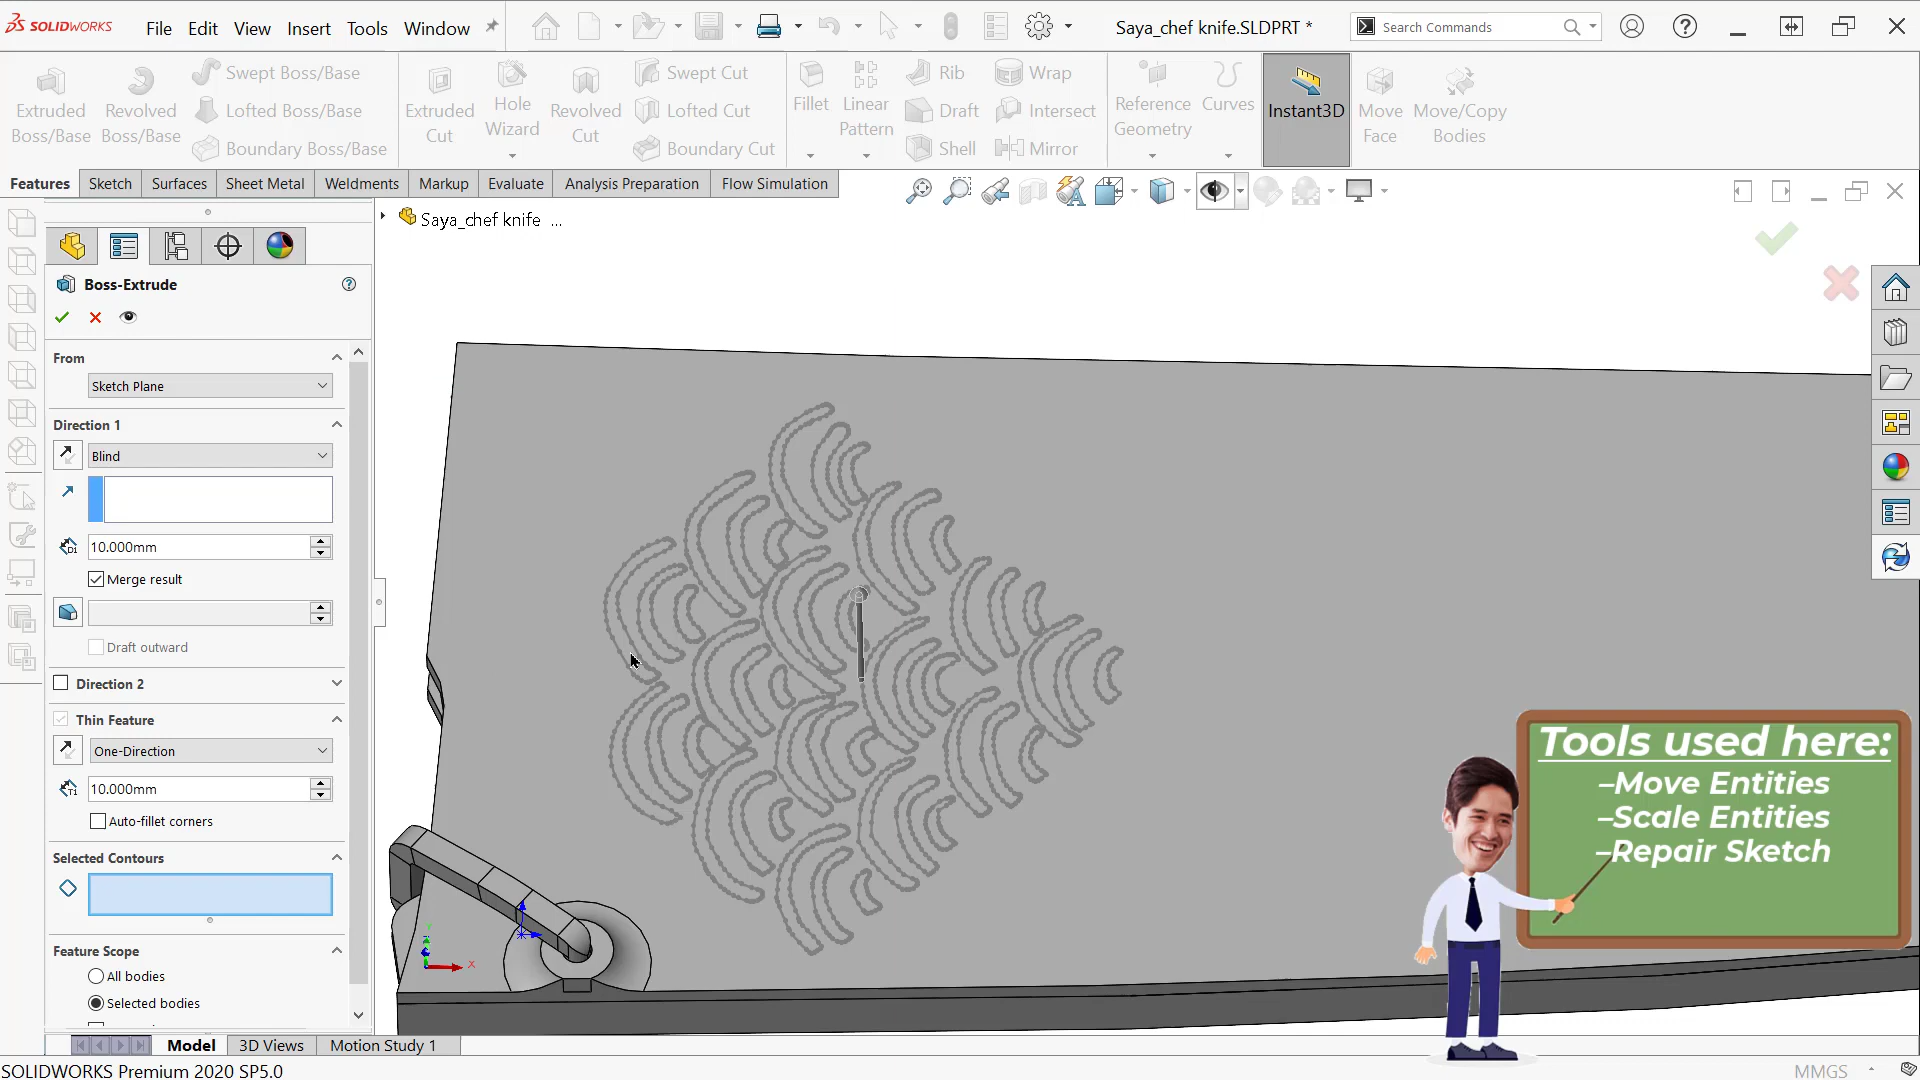 SOLIDWORKS
File
Edit
View
Insert
Tools
Window
Saya_chef knife.SLDPRT *
Search Commands
Extruded
Boss/Base
Revolved
Boss/Base
Swept Boss/Base
Lofted Boss/Base
Boundary Boss/Base
Extruded
Cut
Hole
Wizard
Revolved
Cut
Swept Cut
Lofted Cut
Boundary Cut
Fillet
Linear
Pattern
Rib
Draft
Shell
Wrap
Intersect
Mirror
Reference
Geometry
Curves
Instant3D
Move
Face
Move/Copy
Bodies
Features
Sketch
Surfaces
Sheet Metal
Weldments
Markup
Evaluate
Analysis Preparation
Flow Simulation
Saya_chef knife ...
Boss-Extrude
From
Sketch Plane
Direction 1
Blind
10.000mm
Merge result
Draft outward
Direction 2
Thin Feature
One-Direction
10.000mm
Auto-fillet corners
Selected Contours
Feature Scope
All bodies
Selected bodies
x
Tools used here:
-Move Entities
-Scale Entities
-Repair Sketch
Model
3D Views
Motion Study 1
SOLIDWORKS Premium 2020 SP5.0
MMGS